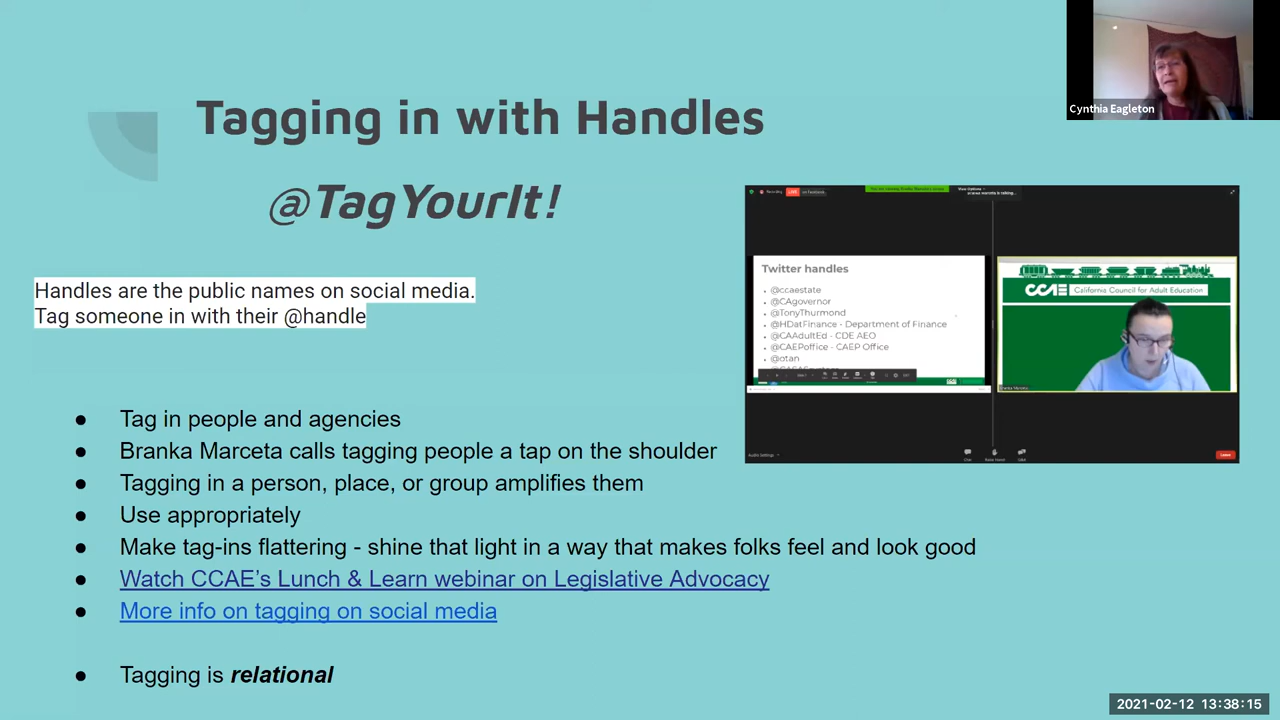 Cynthia Eagleton
Tagging in with Handles
@TagYourIt!
Handles are the public names on social media.
Tag someone in with their @handle
Twitter handles
@ccaestate
@CAgovernor
@TonyThurmond
@HDatFinance - Department of Finance
@CAAdultEd - CDE AEO
@CAEPoffice - CAEP Office
@otan
CCAE California Council for Adult Education
Audio Settings
Leave
● Tag in people and agencies
● Branka Marceta calls tagging people a tap on the shoulder
● Tagging in a person, place, or group amplifies them
● Use appropriately
● Make tag-ins flattering - shine that light in a way that makes folks feel and look good
● Watch CCAE's Lunch & Learn webinar on Legislative Advocacy
● More info on tagging on social media
● Tagging is relational
2021-02-12 13:38:15